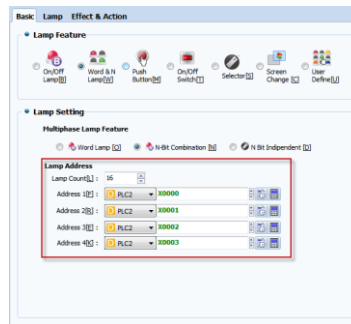 Basic Lamp Effect & Action
Lamp Feature
On/Off Lamp[B]
Word & N Lamp[W]
Push Button[M]
On/Off Switch[T]
Selector[S]
Screen Change [C]
User Define[U]
Lamp Setting
Multiphase Lamp Feature
Word Lamp [O] N-Bit Combination [N] N Bit Independent [D]
Lamp Address
Lamp Count[L] : 16
Address 1[P] : PLC2 X0000
Address 2[R] : PLC2 X0001
Address 3[E] : PLC2 X0002
Address 4[K] : PLC2 X0003